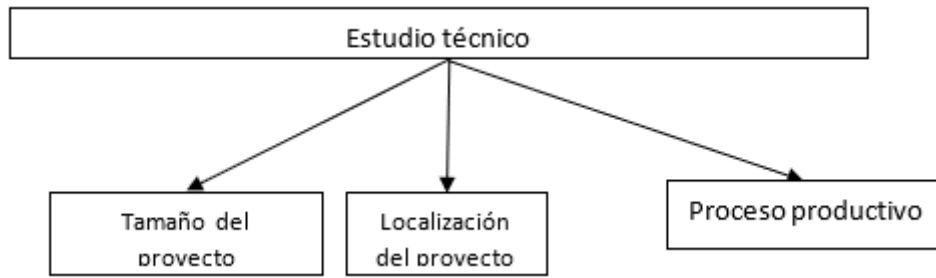 Estudio técnico
Tamaño del
proyecto
Localización
del proyecto
Proceso productivo